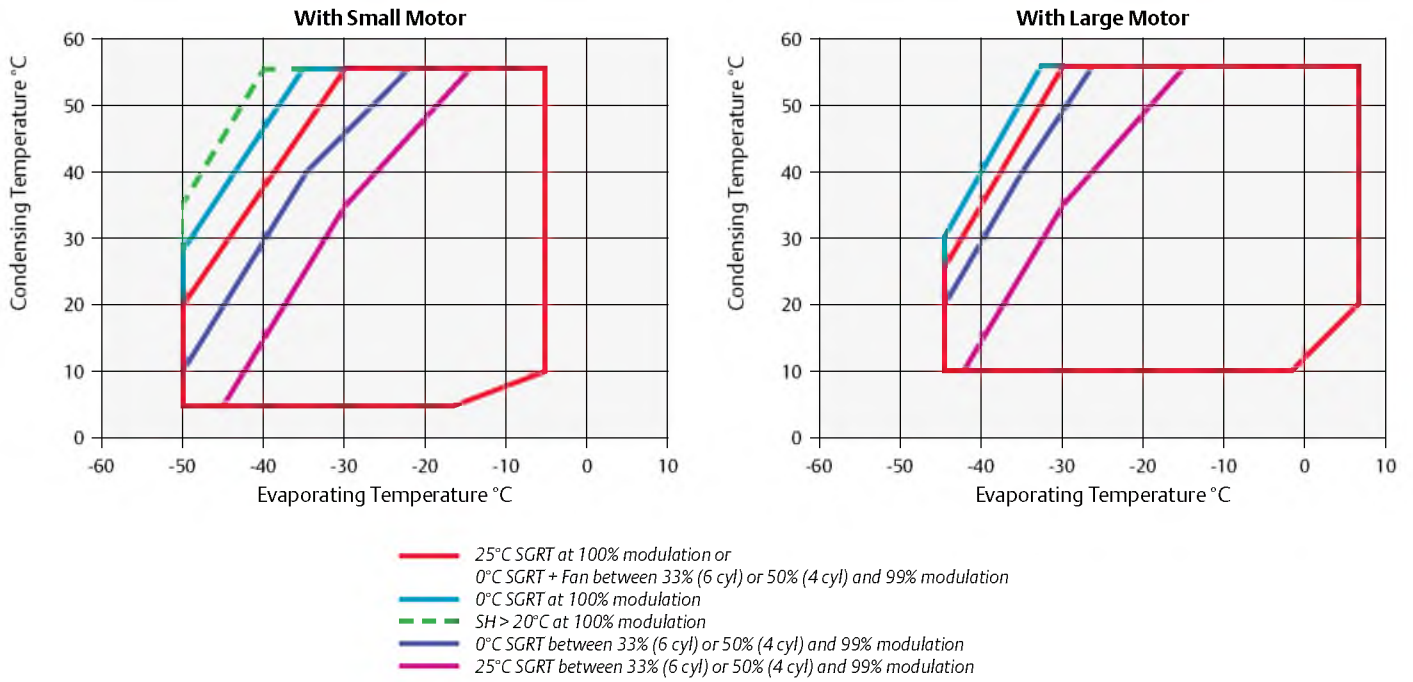 With Small Motor
With Large Motor
Condensing Temperature °C
60
50
40
30
20
10
0
-60 -50 -40 -30 -20 -10 0 10
Evaporating Temperature °C
Condensing Temperature °C
60
50
40
30
20
10
0
-60 -50 -40 -30 -20 -10 0 10
Evaporating Temperature °C
25°C SGRT at 100% modulation or
0°C SGRT + Fan between 33% (6 cyl) or 50% (4 cyl) and 99% modulation
0°C SGRT at 100% modulation
SH > 20°C at 100% modulation
0°C SGRT between 33% (6 cyl) or 50% (4 cyl) and 99% modulation
25°C SGRT between 33% (6 cyl) or 50% (4 cyl) and 99% modulation